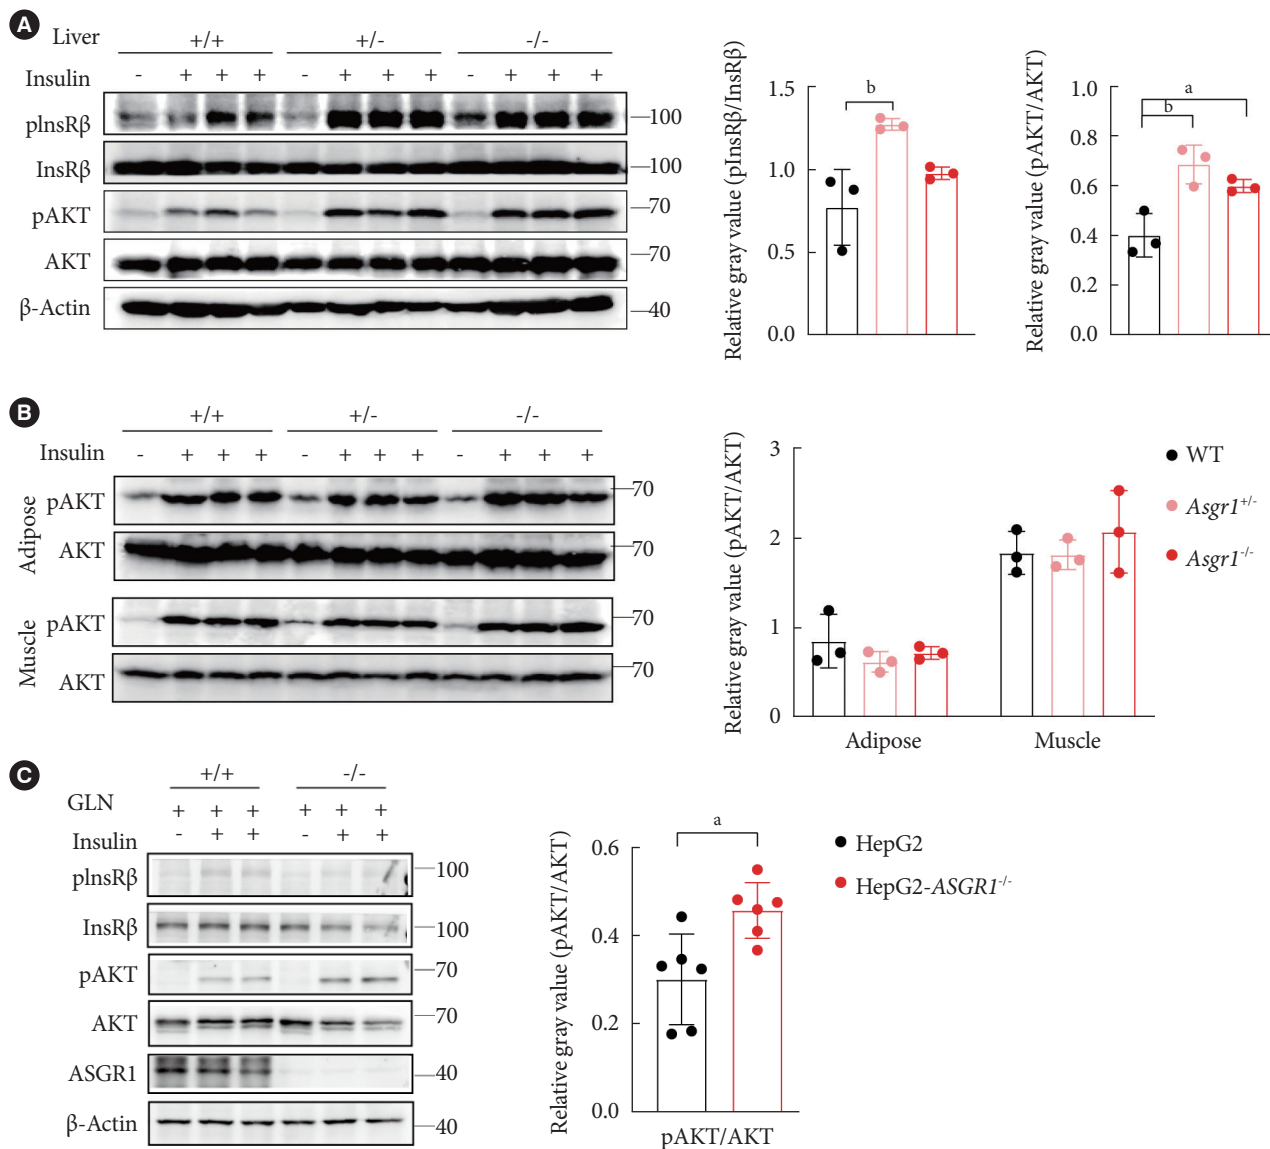 A
Liver
+/+ +/- -/-
Insulin - + + + - + + + - + + +
pInsRβ 100
InsRβ 100
pAKT 70
AKT 70
β-Actin 40
Relative gray value (pInsRβ/InsRβ)
1.5
1.0
0.5
0.0
b
Relative gray value (pAKT/AKT)
1.0
0.8
0.6
0.4
0.2
0.0
a
b
B
+/+ +/- -/-
Insulin - + + + - + + + - + + +
Adipose
pAKT 70
AKT 70
Muscle
pAKT 70
AKT 70
Relative gray value (pAKT/AKT)
3
2
1
0
Adipose Muscle
WT
Asgr1+/-
Asgr1-/-
C
+/+ -/-
GLN + + + + + +
Insulin - + + - + +
pInsRβ 100
InsRβ 100
pAKT 70
AKT 70
ASGR1 40
β-Actin 40
Relative gray value (pAKT/AKT)
0.6
0.4
0.2
0.0
a
pAKT/AKT
HepG2
HepG2-ASGR1-/-